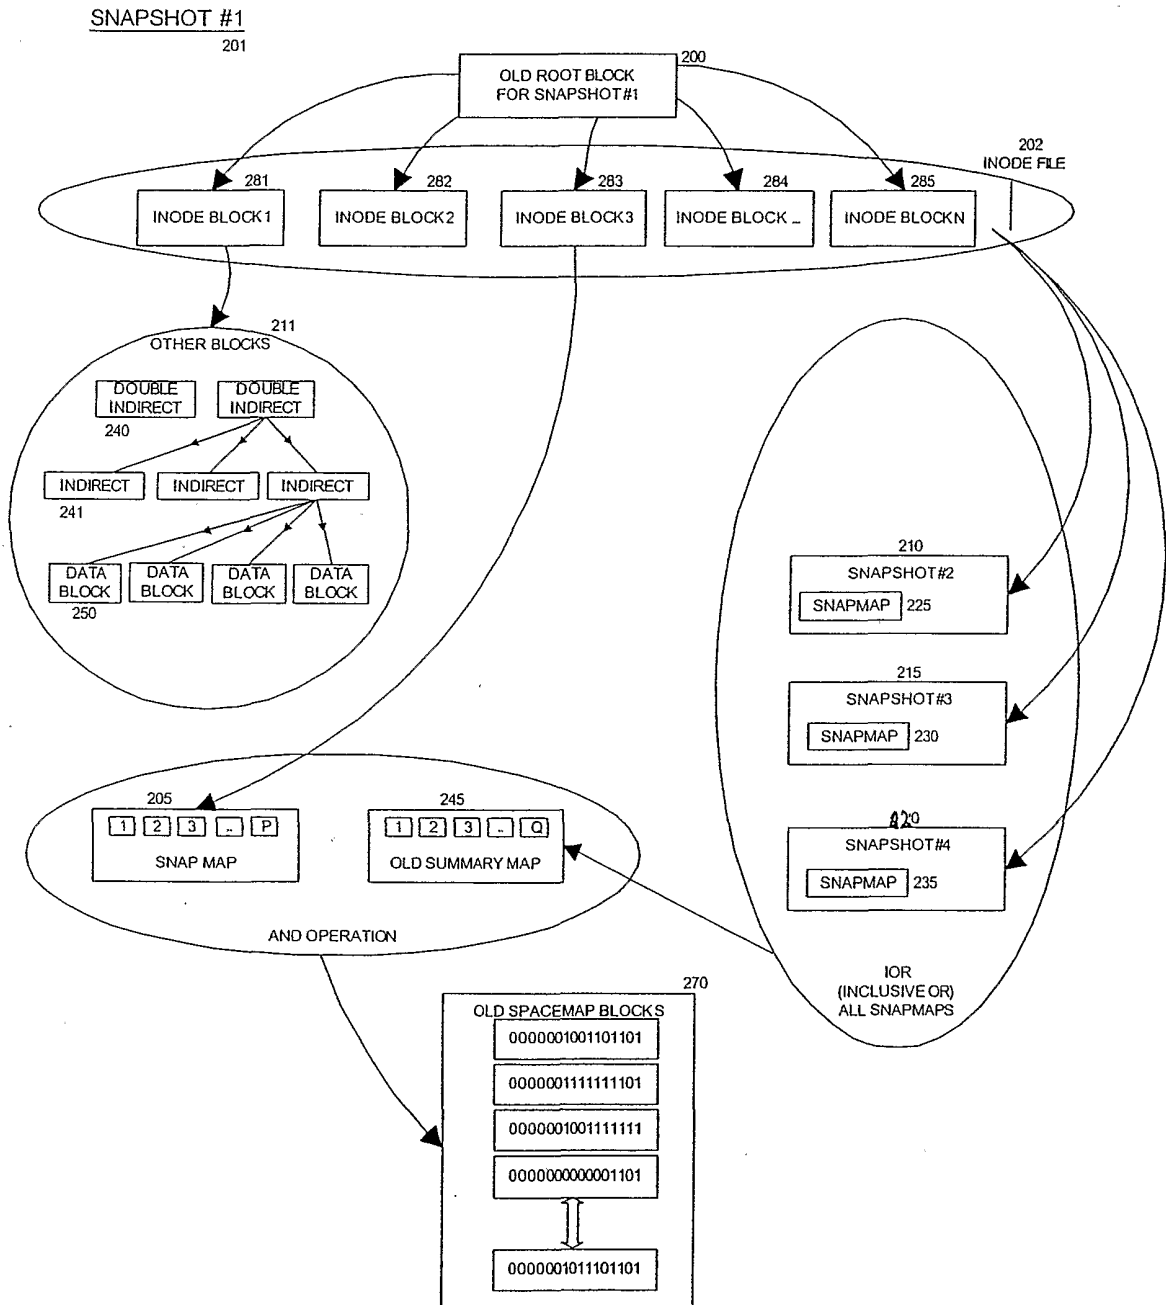 SNAPSHOT #1
201
200
OLD ROOT BLOCK
FOR SNAPSHOT#1
202
INODE FILE
281
INODE BLOCK1
282
INODE BLOCK2
283
INODE BLOCK3
284
INODE BLOCK ...
285
INODE BLOCKN
211
OTHER BLOCKS
DOUBLE
INDIRECT
DOUBLE
INDIRECT
240
INDIRECT
INDIRECT
INDIRECT
241
DATA
BLOCK
DATA
BLOCK
DATA
BLOCK
DATA
BLOCK
250
210
SNAPSHOT#2
SNAPMAP
225
215
SNAPSHOT#3
SNAPMAP
230
SNAPSHOT#4
SNAPMAP
235
IOR
(INCLUSIVE OR)
ALL SNAPMAPS
205
1 2 3 ... P
SNAP MAP
245
1 2 3 ... Q
OLD SUMMARY MAP
AND OPERATION
270
OLD SPACEMAP BLOCKS
0000001001101101
0000001111111101
0000001001111111
0000000000001101
0000001011101101